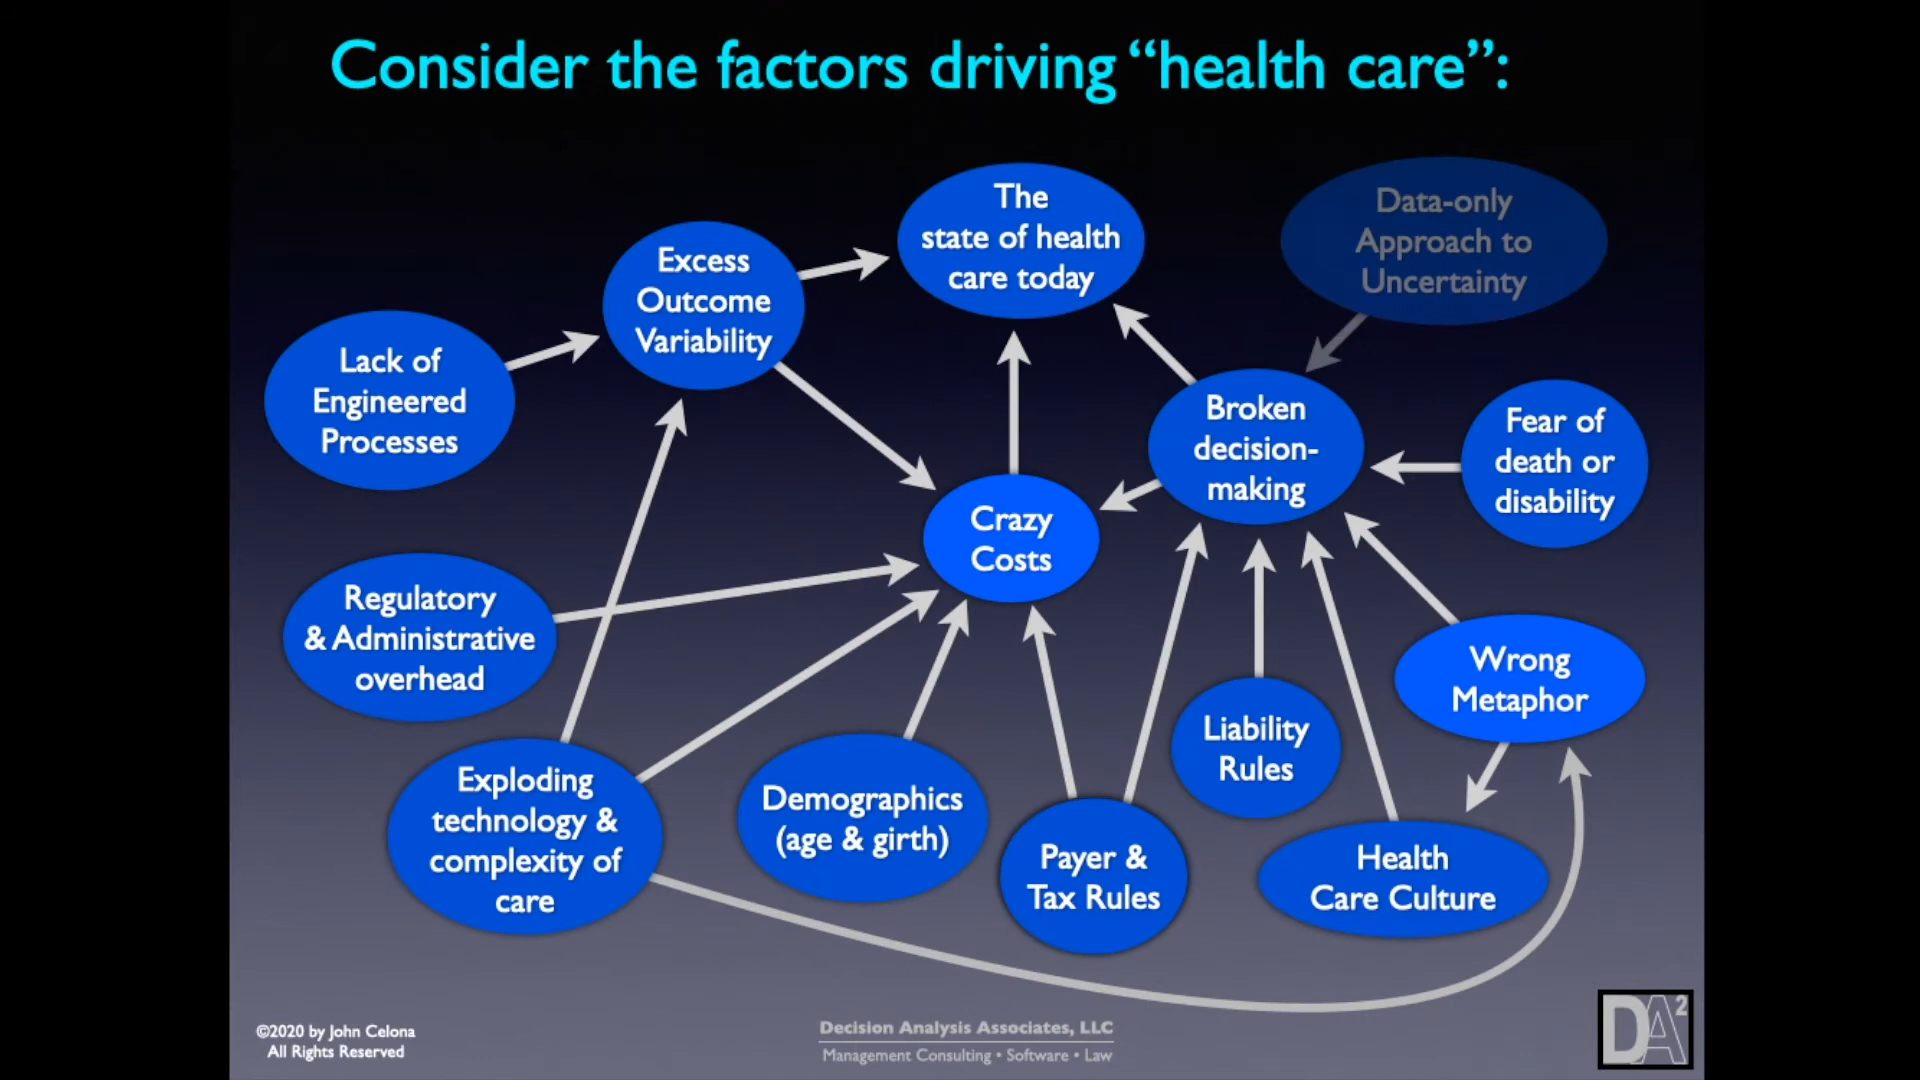 Consider the factors driving “health care”:
The
state of health
care today
Data-only
Approach to
Uncertainty
Excess
Outcome
Variability
Lack of
Engineered
Processes
Broken
decision-
making
Fear of
death or
disability
Crazy
Costs
Regulatory
& Administrative
overhead
Wrong
Metaphor
Liability
Rules
Exploding
technology &
complexity of
care
Demographics
(age & girth)
Payer &
Tax Rules
Health
Care Culture
©2020 by John Celona
All Rights Reserved
Decision Analysis Associates, LLC
Management Consulting • Software • Law
DA2